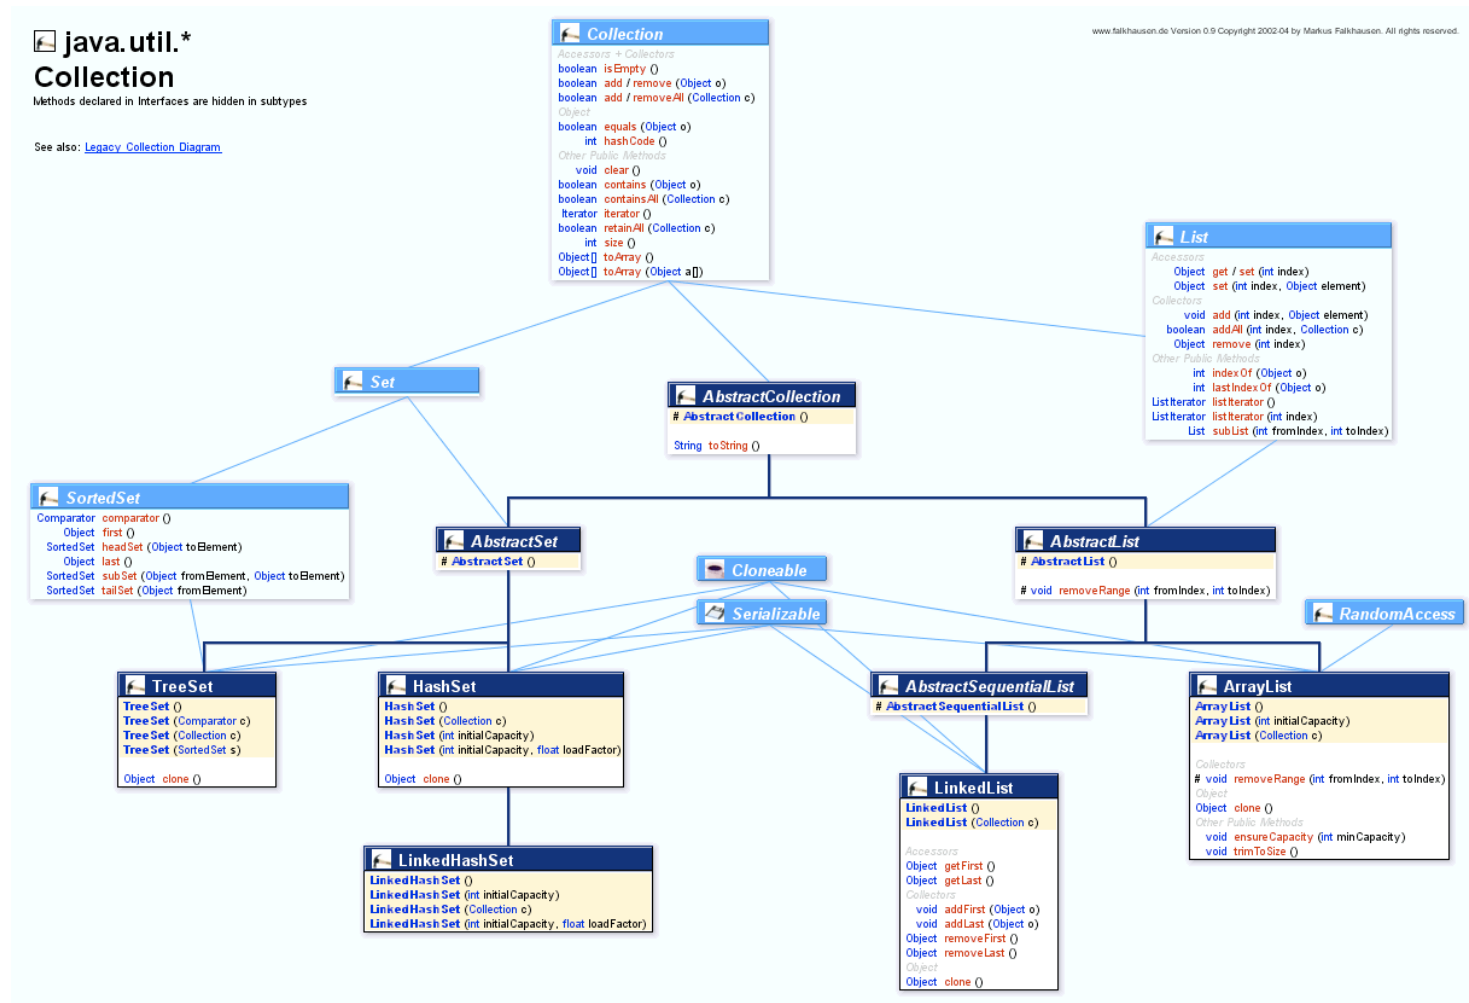 java.util.*
Collection
Methods declared in Interfaces are hidden in subtypes
See also: Legacy Collection Diagram
www.falkhausen.de Version 0.9 Copyright 2002-04 by Markus Falkhausen. All rights reserved.
Collection
Accessors + Collectors
boolean isEmpty ()
boolean add / remove (Object o)
boolean add / removeAll (Collection c)
Object
boolean equals (Object o)
int hashCode ()
Other Public Methods
void clear ()
boolean contains (Object o)
boolean containsAll (Collection c)
Iterator iterator ()
boolean retainAll (Collection c)
int size ()
Object[] toArray ()
Object[] toArray (Object a[])
List
Accessors
Object get / set (int index)
Object set (int index, Object element)
Collectors
void add (int index, Object element)
boolean addAll (int index, Collection c)
Object remove (int index)
Other Public Methods
int indexOf (Object o)
int lastIndexOf (Object o)
ListIterator listIterator ()
ListIterator listIterator (int index)
List subList (int fromIndex, int toIndex)
Set
AbstractCollection
# AbstractCollection ()
String toString ()
SortedSet
Comparator comparator ()
Object first ()
SortedSet headSet (Object toElement)
Object last ()
SortedSet subSet (Object fromElement, Object toElement)
SortedSet tailSet (Object fromElement)
AbstractSet
# AbstractSet ()
AbstractList
# AbstractList ()
# void removeRange (int fromIndex, int toIndex)
Cloneable
Serializable
RandomAccess
TreeSet
TreeSet ()
TreeSet (Comparator c)
TreeSet (Collection c)
TreeSet (SortedSet s)
Object clone ()
HashSet
HashSet ()
HashSet (Collection c)
HashSet (int initialCapacity)
HashSet (int initialCapacity, float loadFactor)
Object clone ()
AbstractSequentialList
# AbstractSequentialList ()
ArrayList
ArrayList ()
ArrayList (int initialCapacity)
ArrayList (Collection c)
Collectors
# void removeRange (int fromIndex, int toIndex)
Object
Object clone ()
Other Public Methods
void ensureCapacity (int minCapacity)
void trimToSize ()
LinkedList
LinkedList ()
LinkedList (Collection c)
Accessors
Object getFirst ()
Object getLast ()
Collectors
void addFirst (Object o)
void addLast (Object o)
Object removeFirst ()
Object removeLast ()
Object
Object clone ()
LinkedHashSet
LinkedHashSet ()
LinkedHashSet (int initialCapacity)
LinkedHashSet (Collection c)
LinkedHashSet (int initialCapacity, float loadFactor)